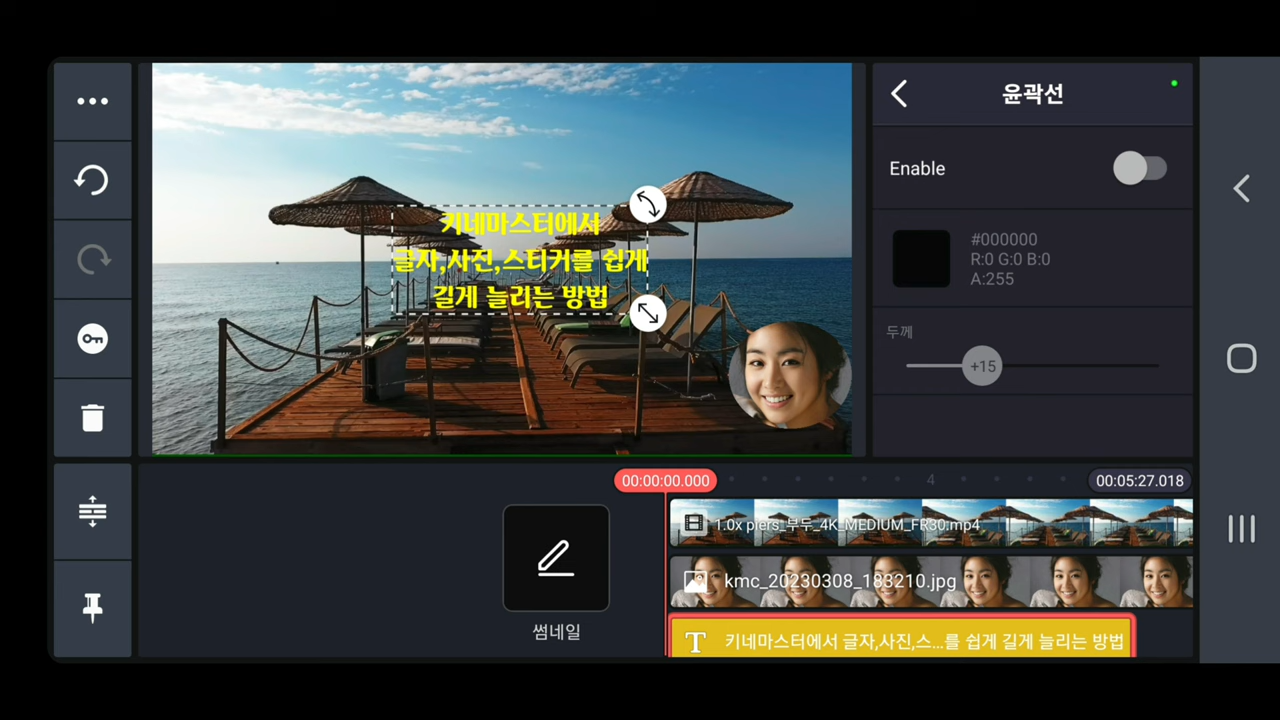 윤곽선
Enable
#000000
R:0 G:0 B:0
A:255
두께
+15
키네마스터에서
글자,사진,스티커를 쉽게
길게 늘리는 방법
00:00:00.000
4
00:05:27.018
1.0x piers_부두_4K_MEDIUM_FR30.mp4
kmc_20230308_183210.jpg
썸네일
T 키네마스터에서 글자,사진,스...를 쉽게 길게 늘리는 방법